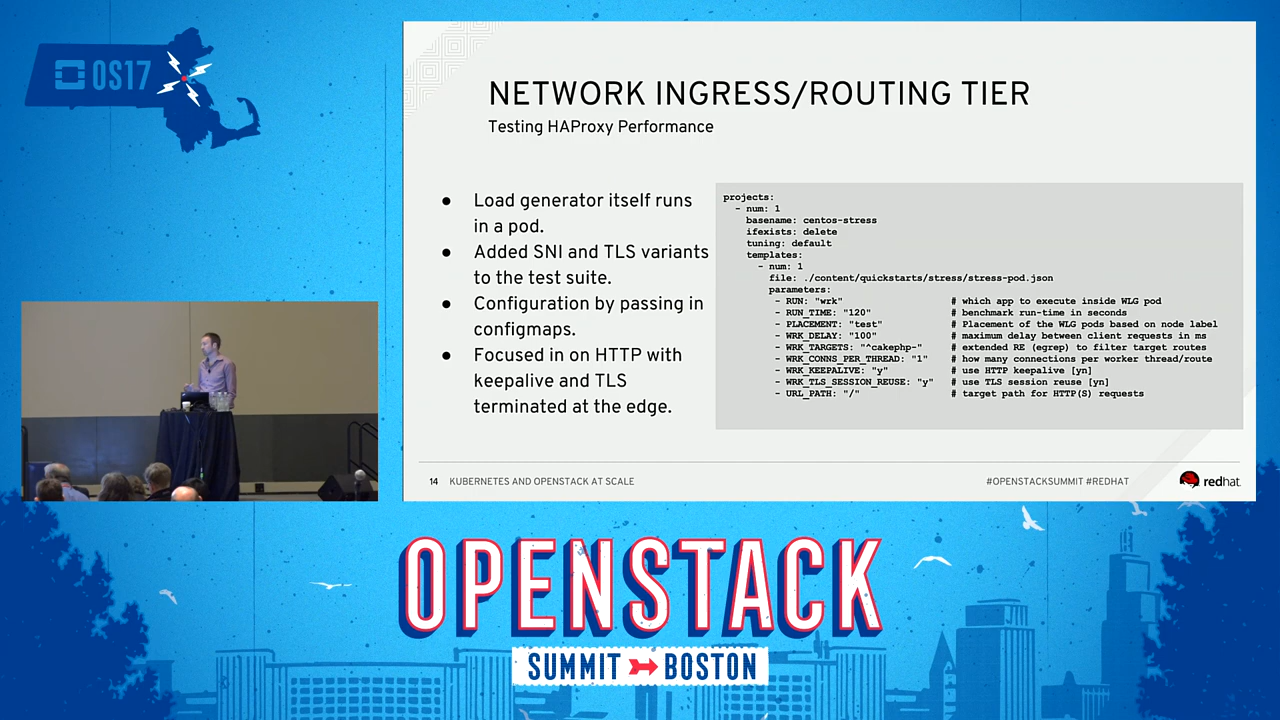 OS17
NETWORK INGRESS/ROUTING TIER
Testing HAProxy Performance
● Load generator itself runs
in a pod.
● Added SNI and TLS variants
to the test suite.
● Configuration by passing in
configmaps.
● Focused in on HTTP with
keepalive and TLS
terminated at the edge.
projects:
- num: 1
basename: centos-stress
ifexists: delete
tuning: default
templates:
- num: 1
file: ./content/quickstarts/stress/stress-pod.json
parameters:
- RUN: "wrk" # which app to execute inside WLG pod
- RUN_TIME: "120" # benchmark run-time in seconds
- PLACEMENT: "test" # Placement of the WLG pods based on node label
- WRK_DELAY: "100" # maximum delay between client requests in ms
- WRK_TARGETS: "^cakephp-" # extended RE (egrep) to filter target routes
- WRK_CONNS_PER_THREAD: "1" # how many connections per worker thread/route
- WRK_KEEPALIVE: "y" # use HTTP keepalive [yn]
- WRK_TLS_SESSION_REUSE: "y" # use TLS session reuse [yn]
- URL_PATH: "/" # target path for HTTP(S) requests
14 KUBERNETES AND OPENSTACK AT SCALE
#OPENSTACKSUMMIT #REDHAT
redhat.
OPENSTACK
SUMMIT BOSTON